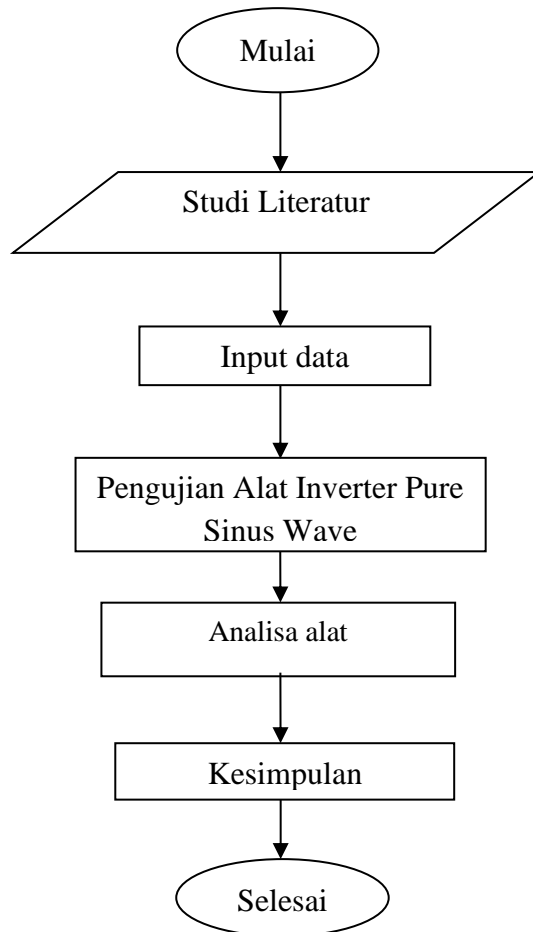 Mulai
Studi Literatur
Input data
Pengujian Alat Inverter Pure
Sinus Wave
Analisa alat
Kesimpulan
Selesai